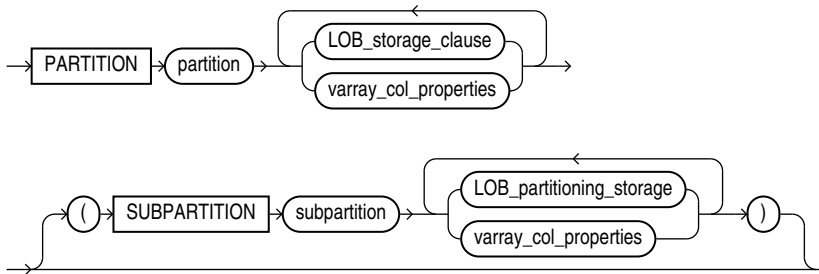 LOB_storage_clause
PARTITION partition
varray_col_properties
LOB_partitioning_storage
( SUBPARTITION subpartition )
varray_col_properties